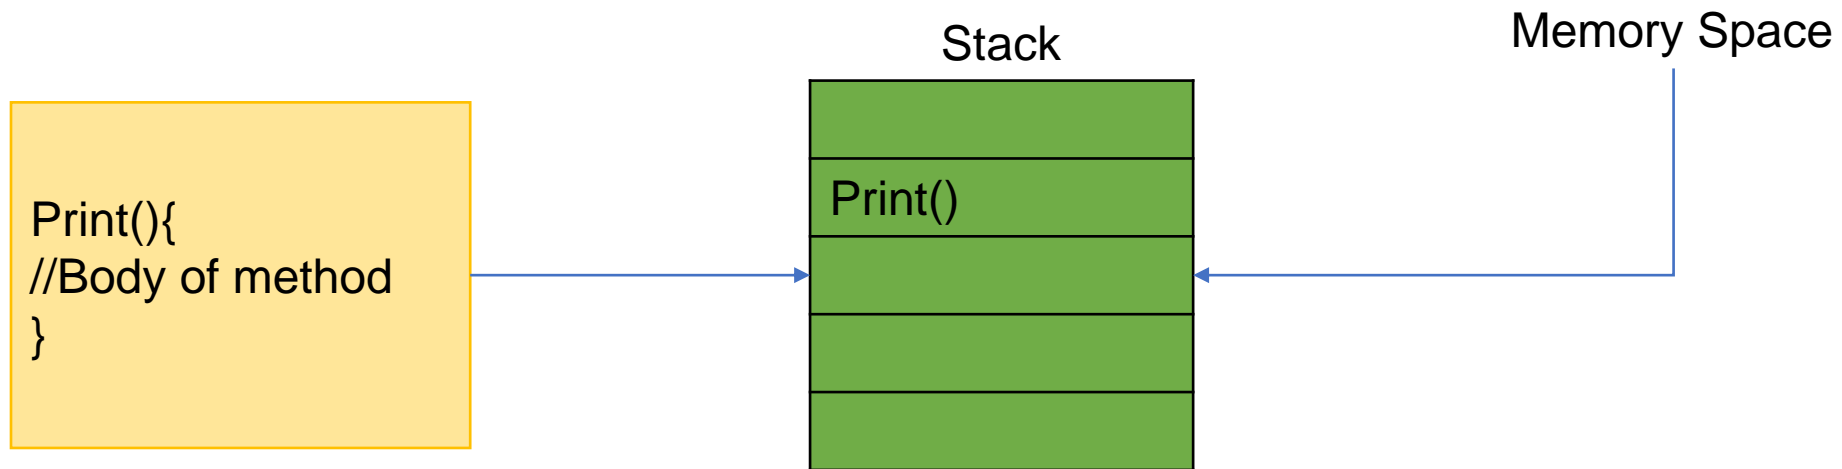 Memory Space
Stack
Print(){
//Body of method
}
Print()